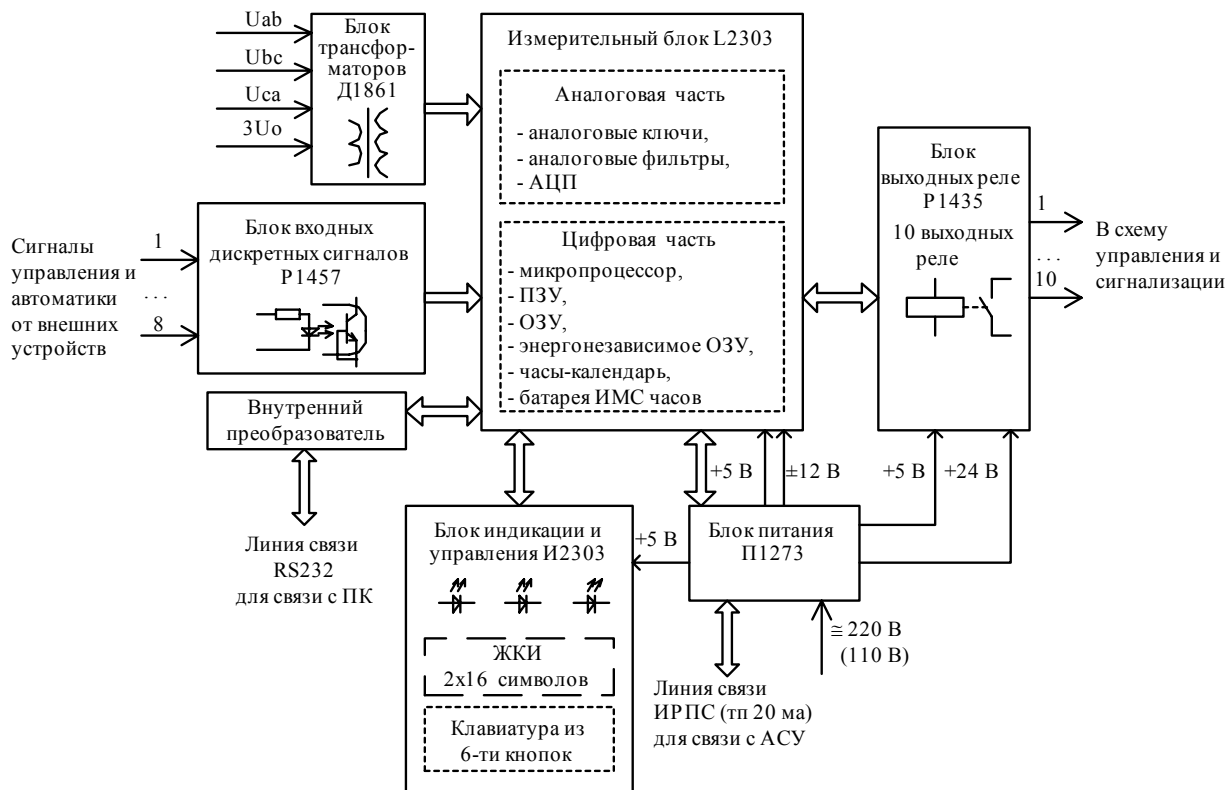 Uab
Ubc
Uca
3Uo
Блок
трансфор-
маторов
Д1861
Измерительный блок L2303
Аналоговая часть
- аналоговые ключи,
- аналоговые фильтры,
- АЦП
Цифровая часть
- микропроцессор,
- ПЗУ,
- ОЗУ,
- энергонезависимое ОЗУ,
- часы-календарь,
- батарея ИМС часов
Сигналы
управления и
автоматики
от внешних
устройств
1
...
8
Блок входных
дискретных сигналов
Р1457
Блок
выходных реле
Р1435
10 выходных
реле
1
...
10
В схему
управления и
сигнализации
Внутренний
преобразователь
Линия связи
RS232
для связи с ПК
+5 В
±12 В
+5 В
+24 В
Блок индикации и
управления И2303
ЖКИ
2х16 символов
Клавиатура из
6-ти кнопок
+5 В
Блок питания
П1273
≅ 220 В
(110 В)
Линия связи
ИРПС (тп 20 ма)
для связи с АСУ